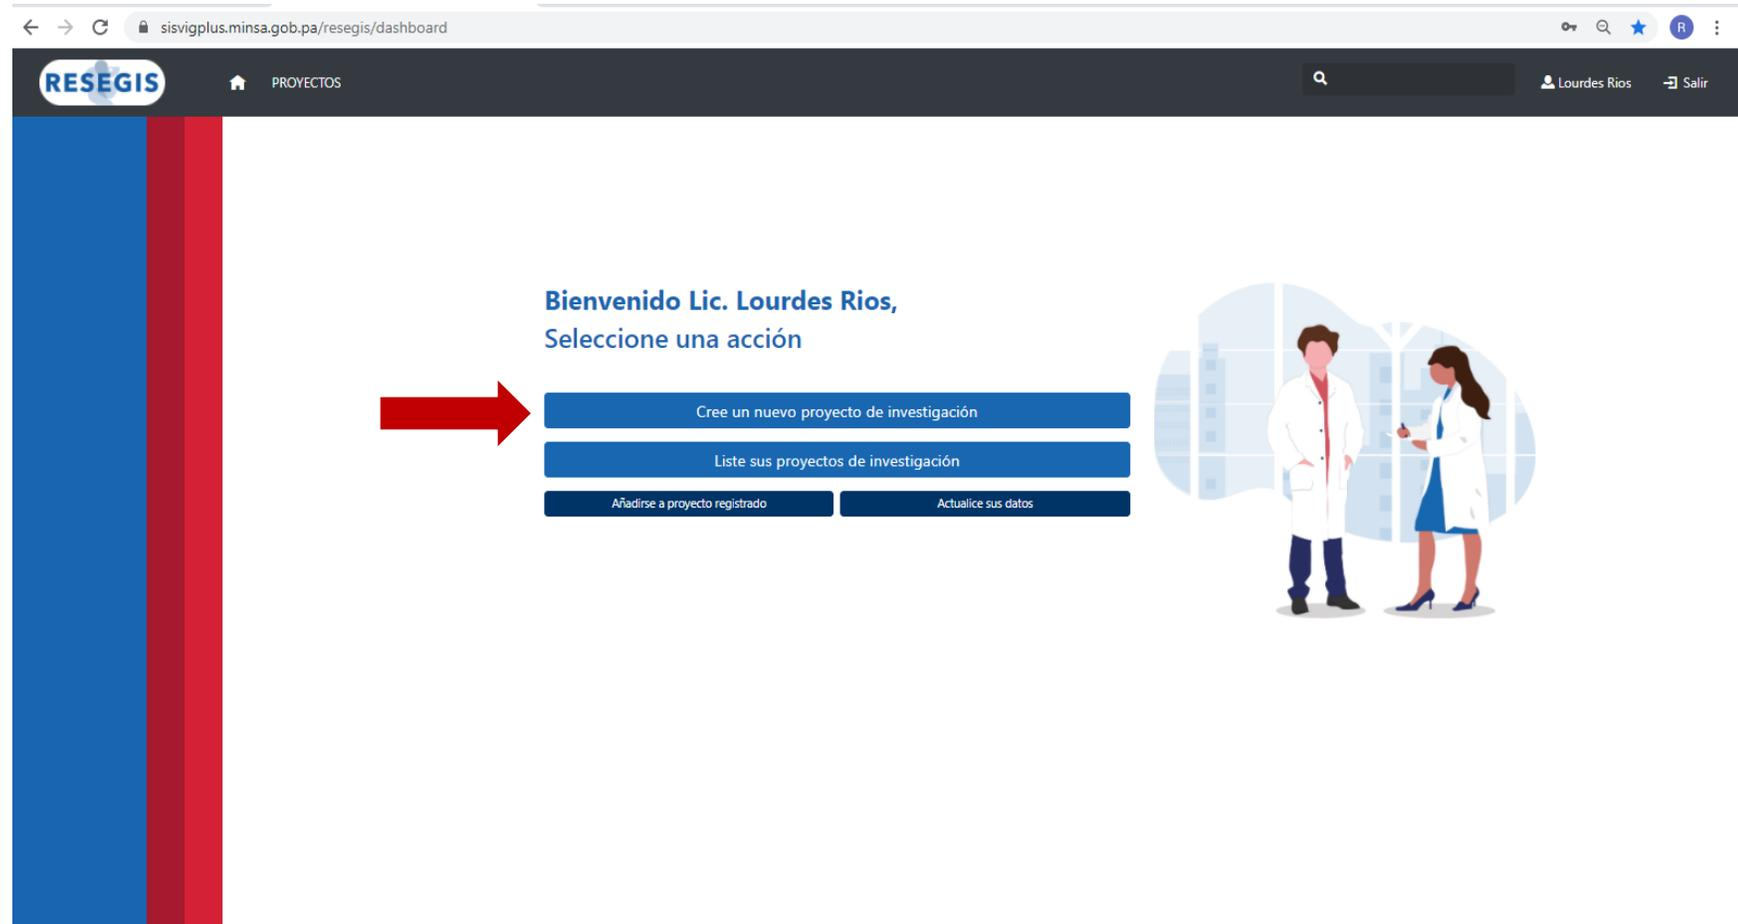 sisvigplus.minsa.gob.pa/resegis/dashboard
R
RESEGIS
PROYECTOS
Lourdes Rios
Salir
Bienvenido Lic. Lourdes Rios,
Seleccione una acción
Cree un nuevo proyecto de investigación
Liste sus proyectos de investigación
Añadirse a proyecto registrado
Actualice sus datos